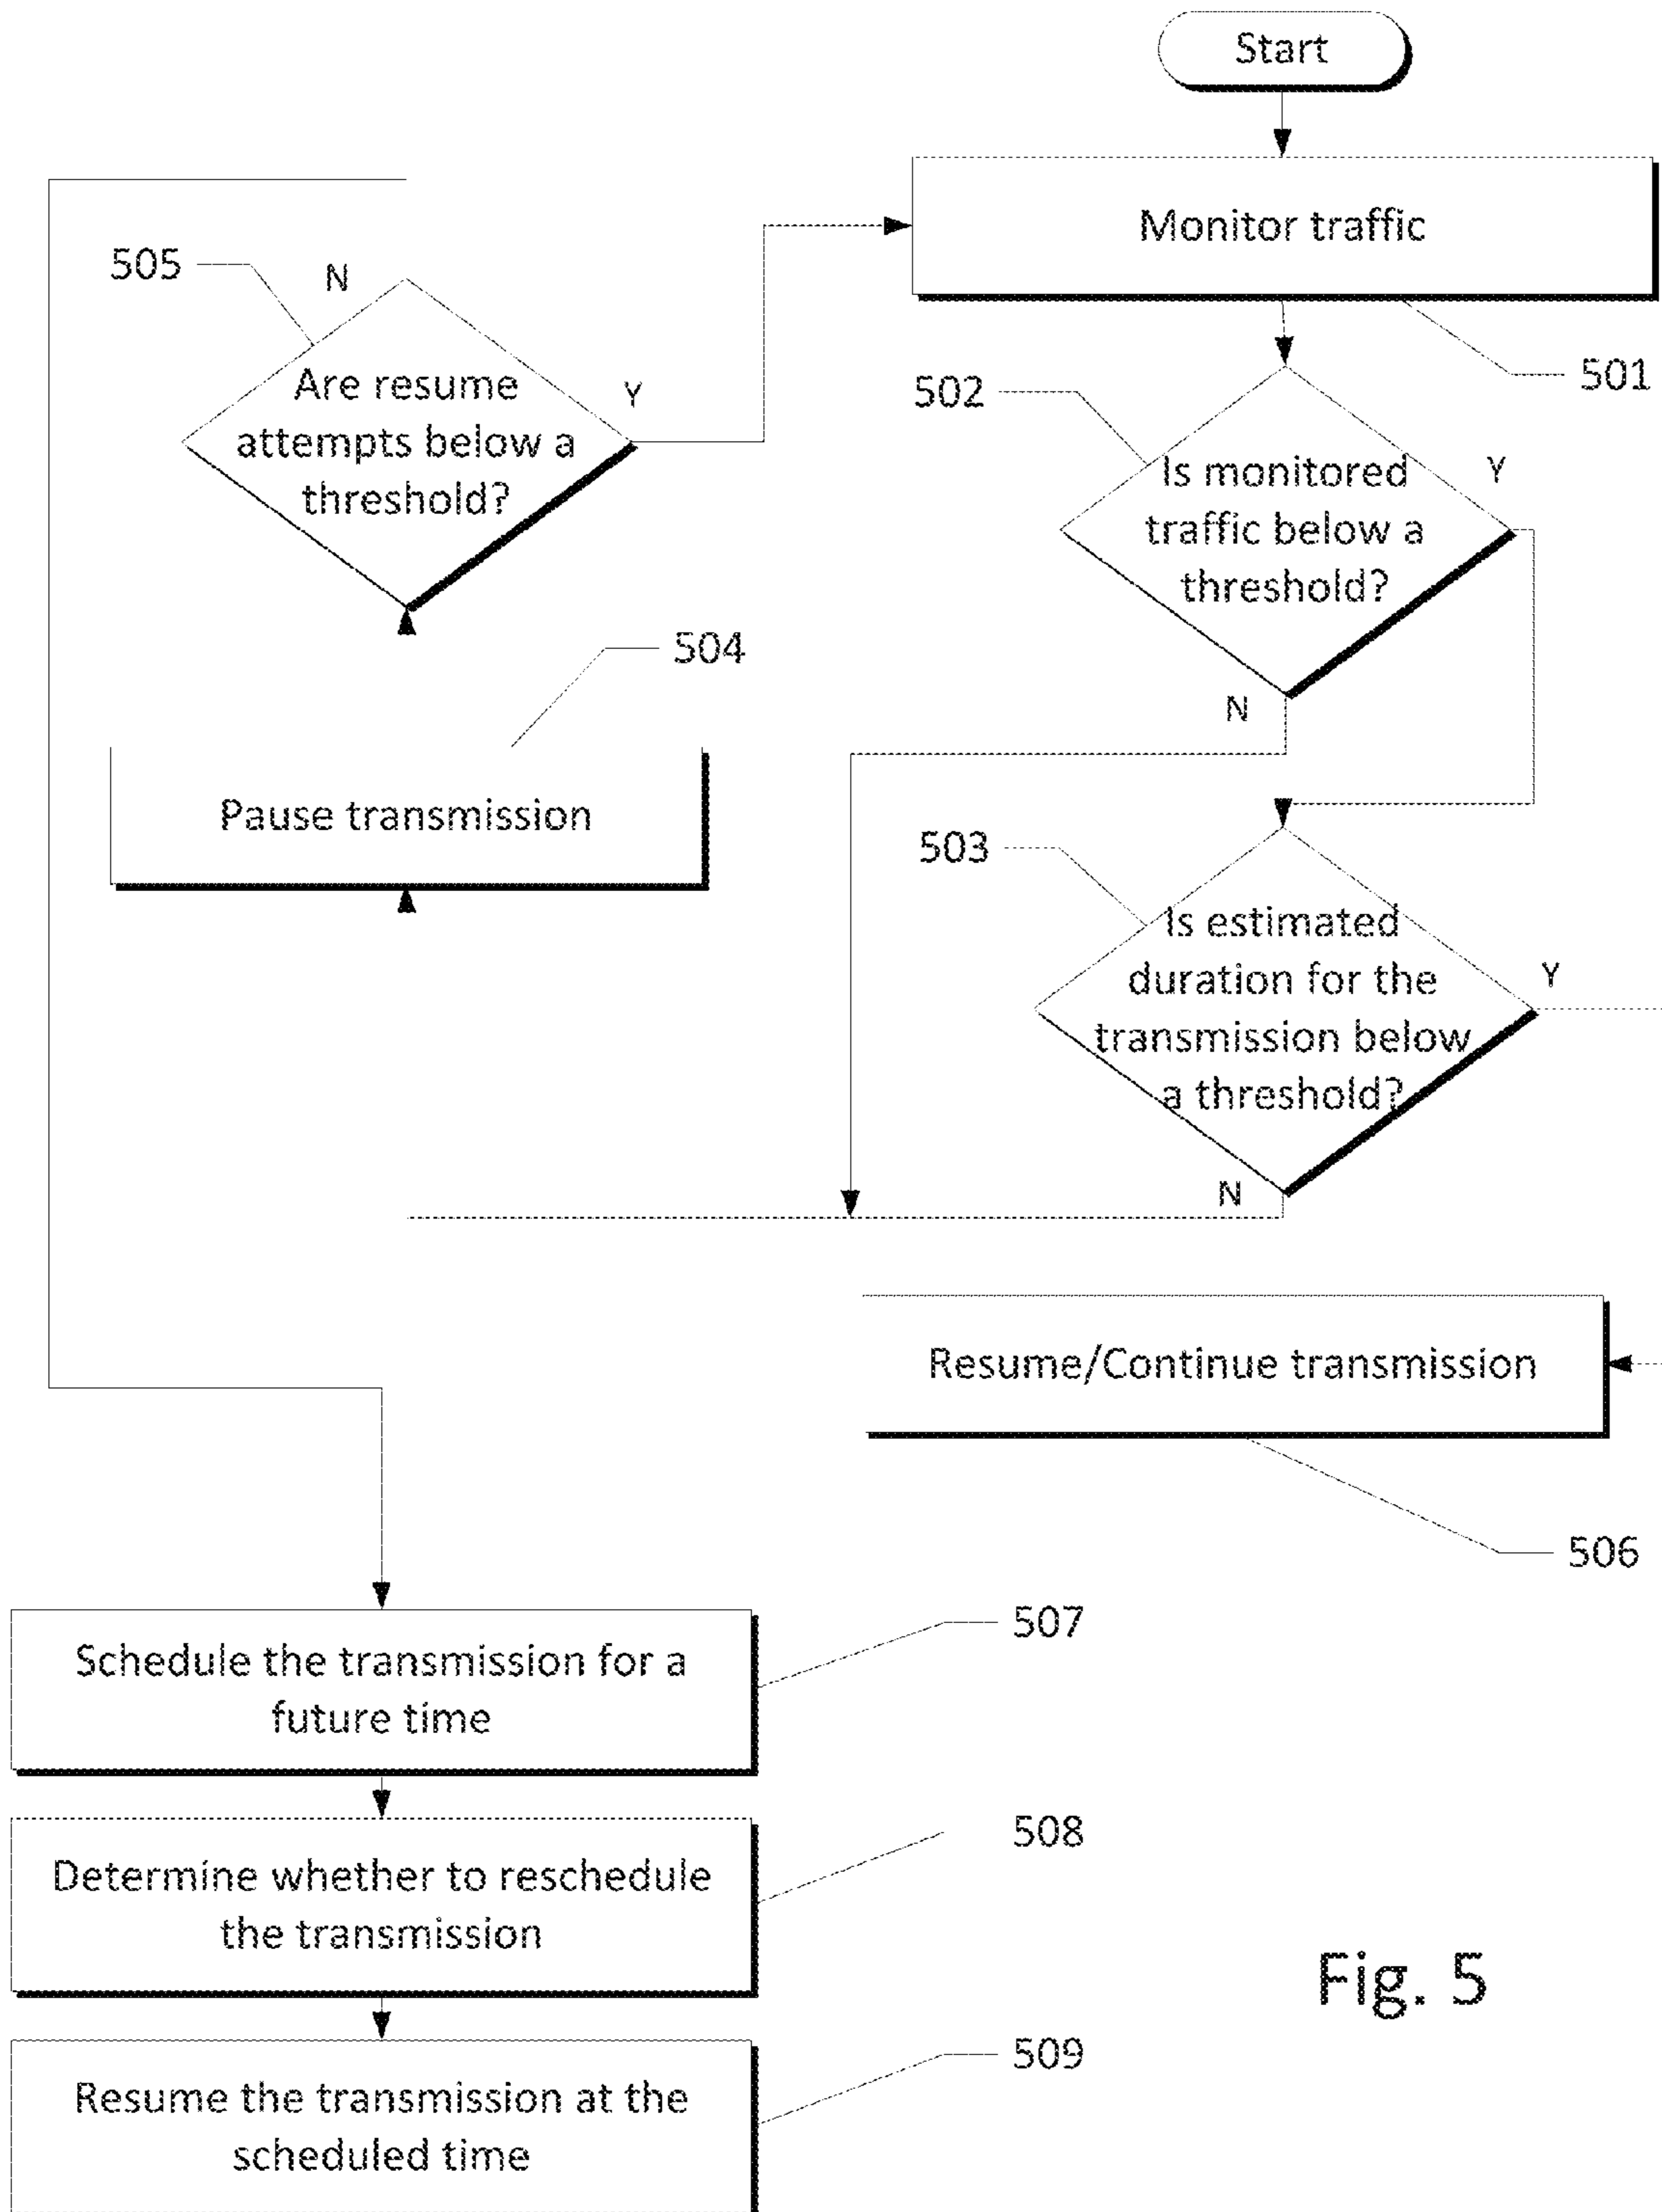 Start
Monitor traffic
501
505
N
Are resume
attempts below a
threshold?
Y
502
Is monitored
traffic below a
threshold?
Y
N
504
Pause transmission
503
Is estimated
duration for the
transmission below
a threshold?
Y
N
Resume/Continue transmission
506
Schedule the transmission for a
future time
507
Determine whether to reschedule
the transmission
508
Resume the transmission at the
scheduled time
509
Fig. 5